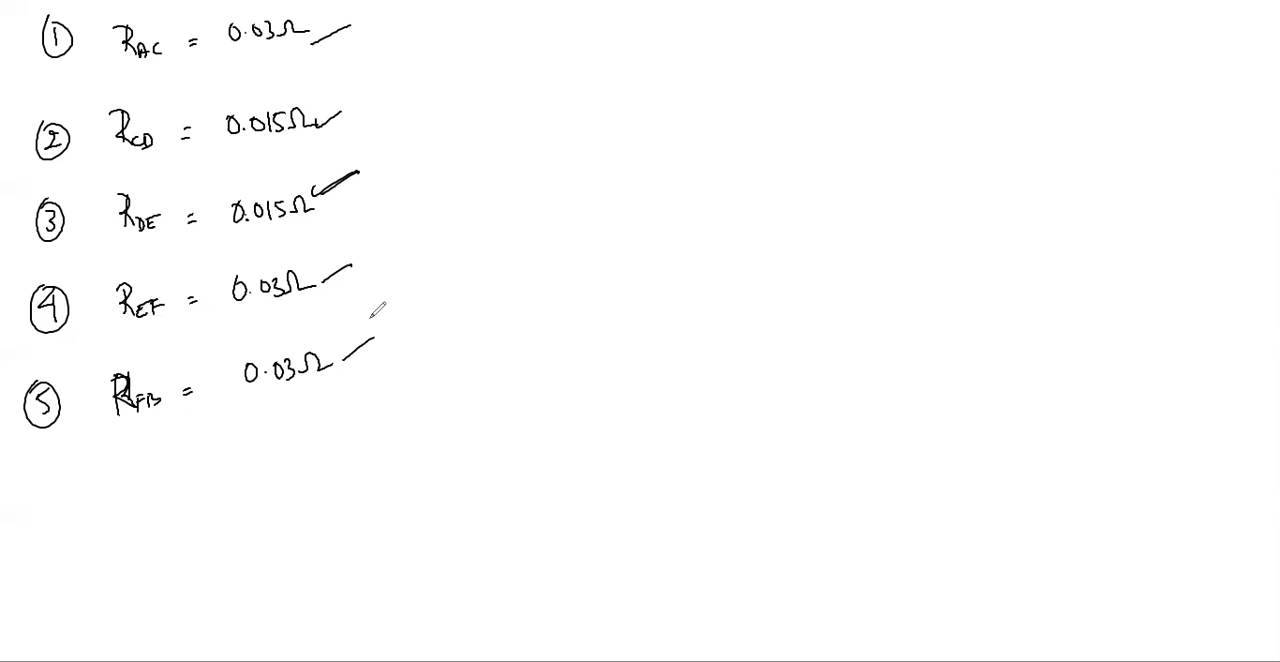 ① R_AC = 0.03Ω
② R_CD = 0.015Ω
③ R_DE = 0.015Ω
④ R_EF = 0.03Ω
⑤ R_FB = 0.03Ω